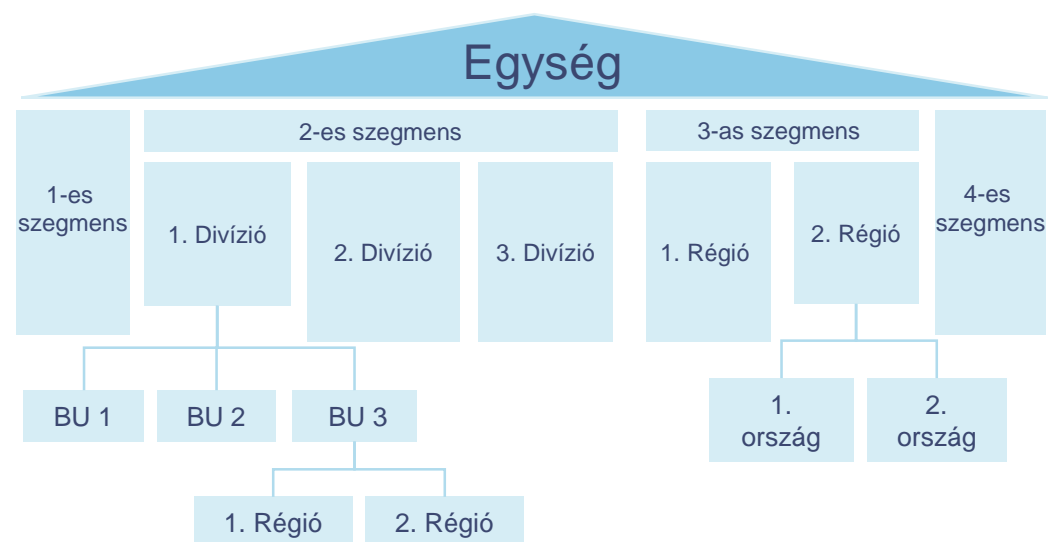 Egység
1-es
szegmens
2-es szegmens
3-as szegmens
4-es
szegmens
1. Divízió
2. Divízió
3. Divízió
1. Régió
2. Régió
BU 1
BU 2
BU 3
1.
ország
2.
ország
1. Régió
2. Régió